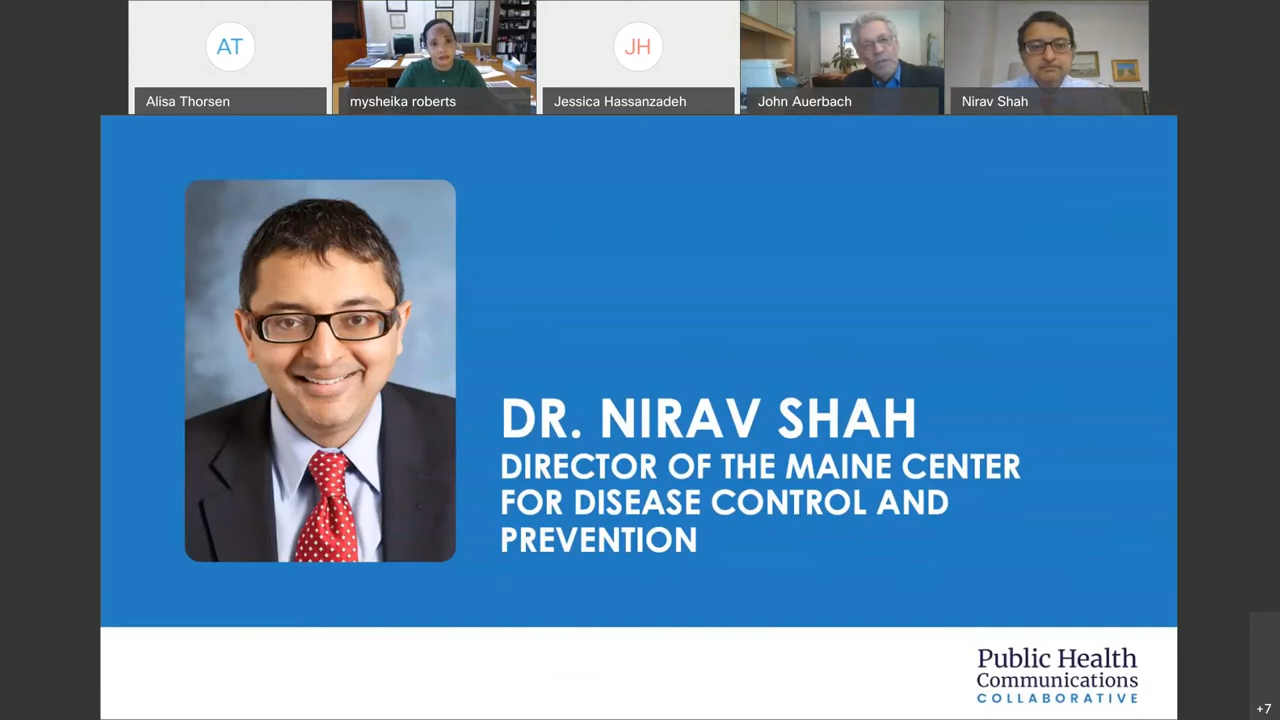 AT
JH
Alisa Thorsen
mysheika roberts
Jessica Hassanzadeh
John Auerbach
Nirav Shah
DR. NIRAV SHAH
DIRECTOR OF THE MAINE CENTER
FOR DISEASE CONTROL AND
PREVENTION
Public Health
Communications
COLLABORATIVE
+7